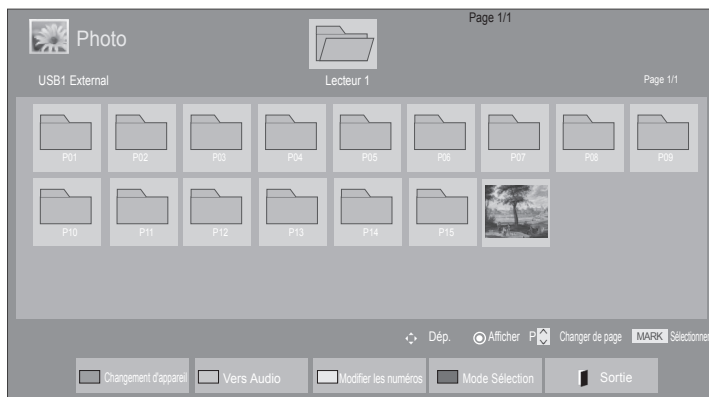 Page 1/1
Photo
USB1 External Lecteur 1 Page 1/1
P01 P02 P03 P04 P05 P06 P07 P08 P09
P10 P11 P12 P13 P14 P15
Dép. Afficher P Changer de page MARK Sélectionner
Changement d'appareil Vers Audio Modifier les numéros Mode Sélection Sortie